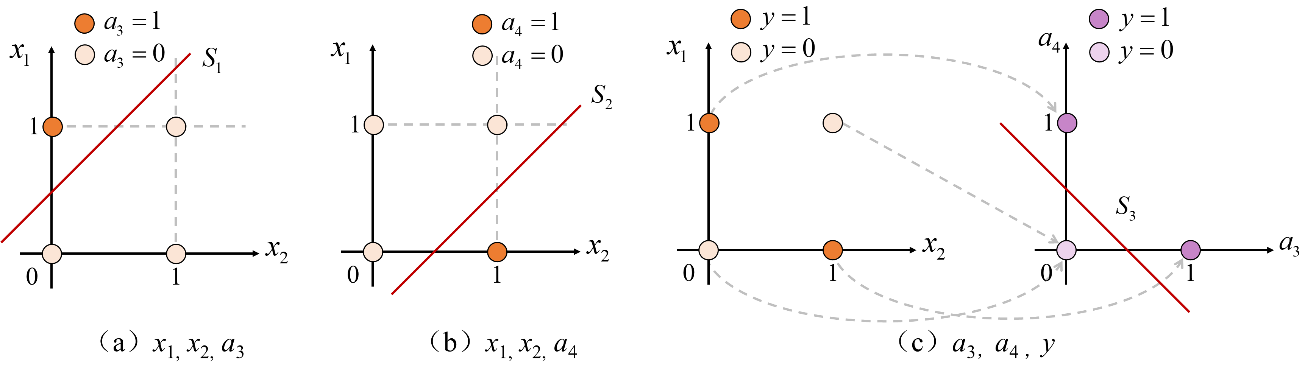 a₃ = 1
a₃ = 0
x₁
S₁
1
0
1
x₂
(a) x₁, x₂, a₃
a₄ = 1
a₄ = 0
x₁
S₂
1
0
1
x₂
(b) x₁, x₂, a₄
y = 1
y = 0
x₁
1
0
1
x₂
y = 1
y = 0
a₄
1
S₃
0
1
a₃
(c) a₃, a₄, y